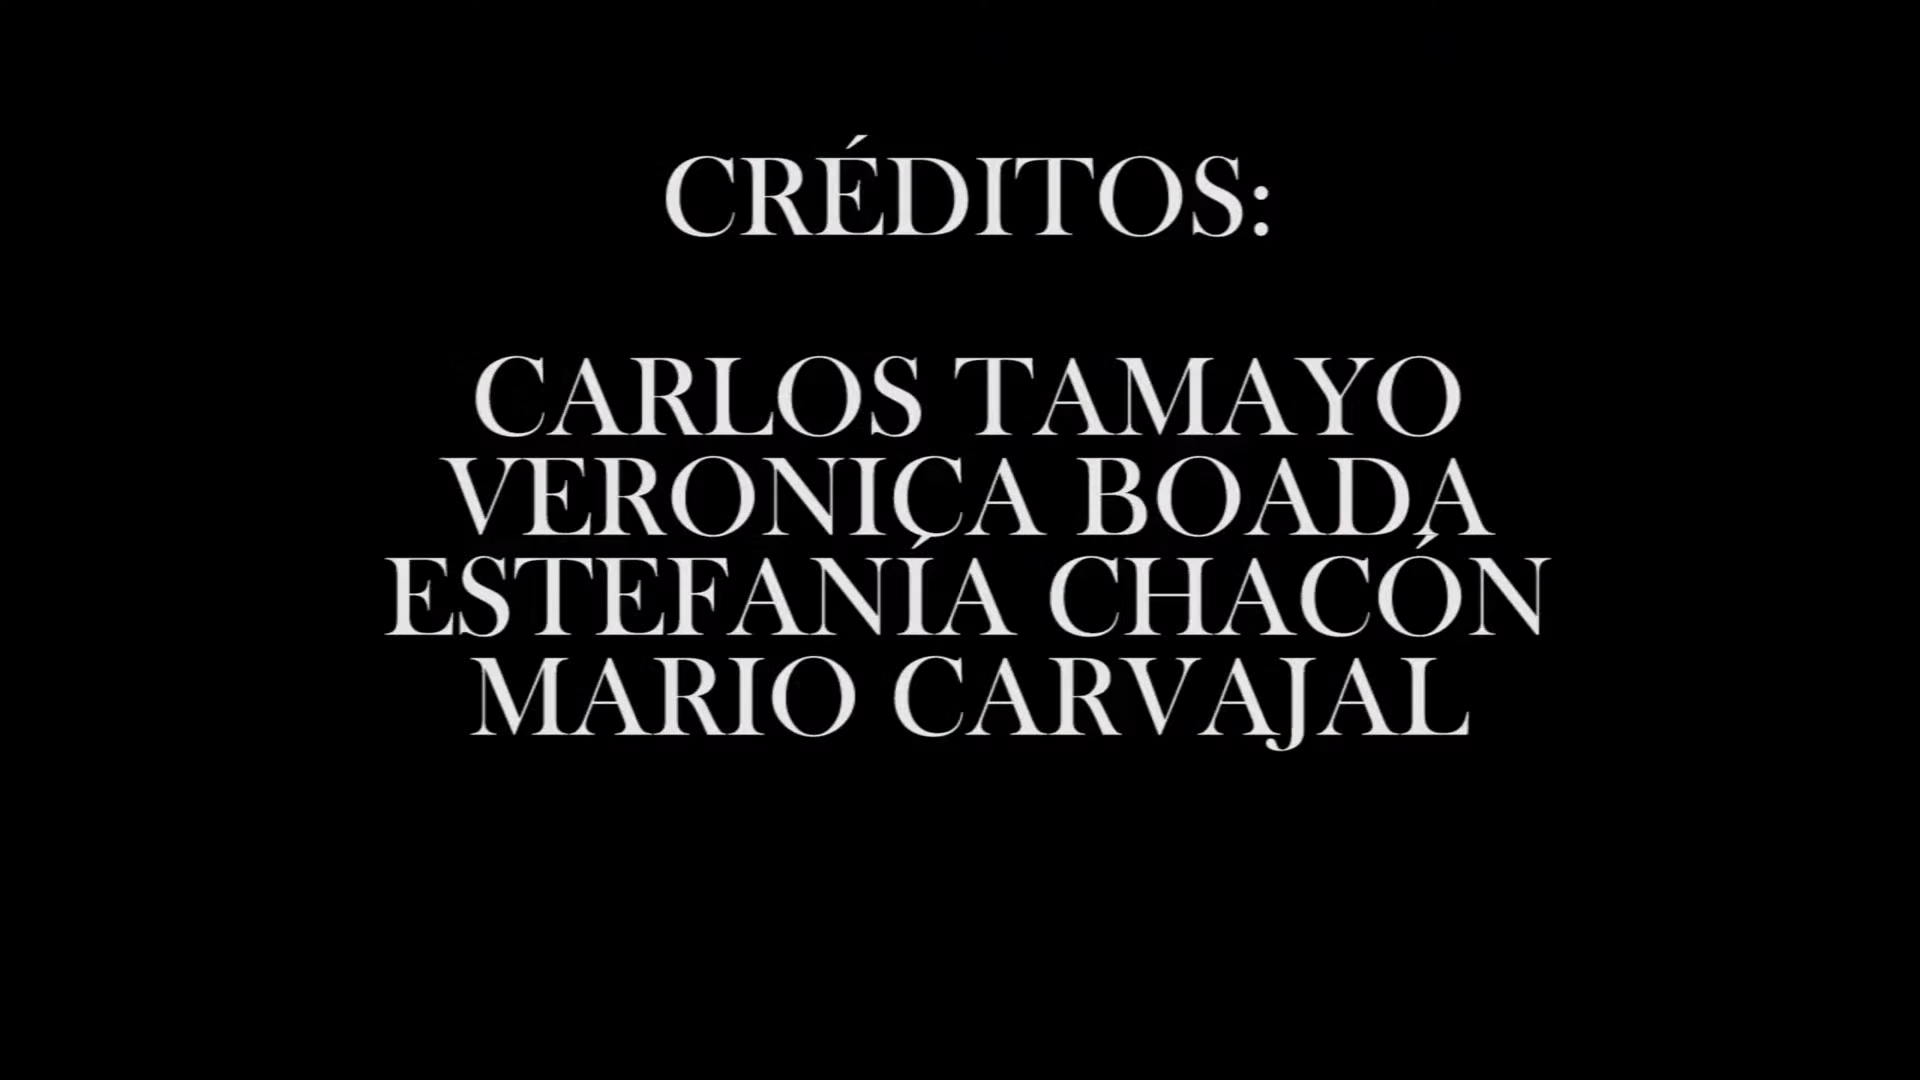 CRÉDITOS:
CARLOS TAMAYO
VERONICA BOADA
ESTEFANÍA CHACÓN
MARIO CARVAJAL